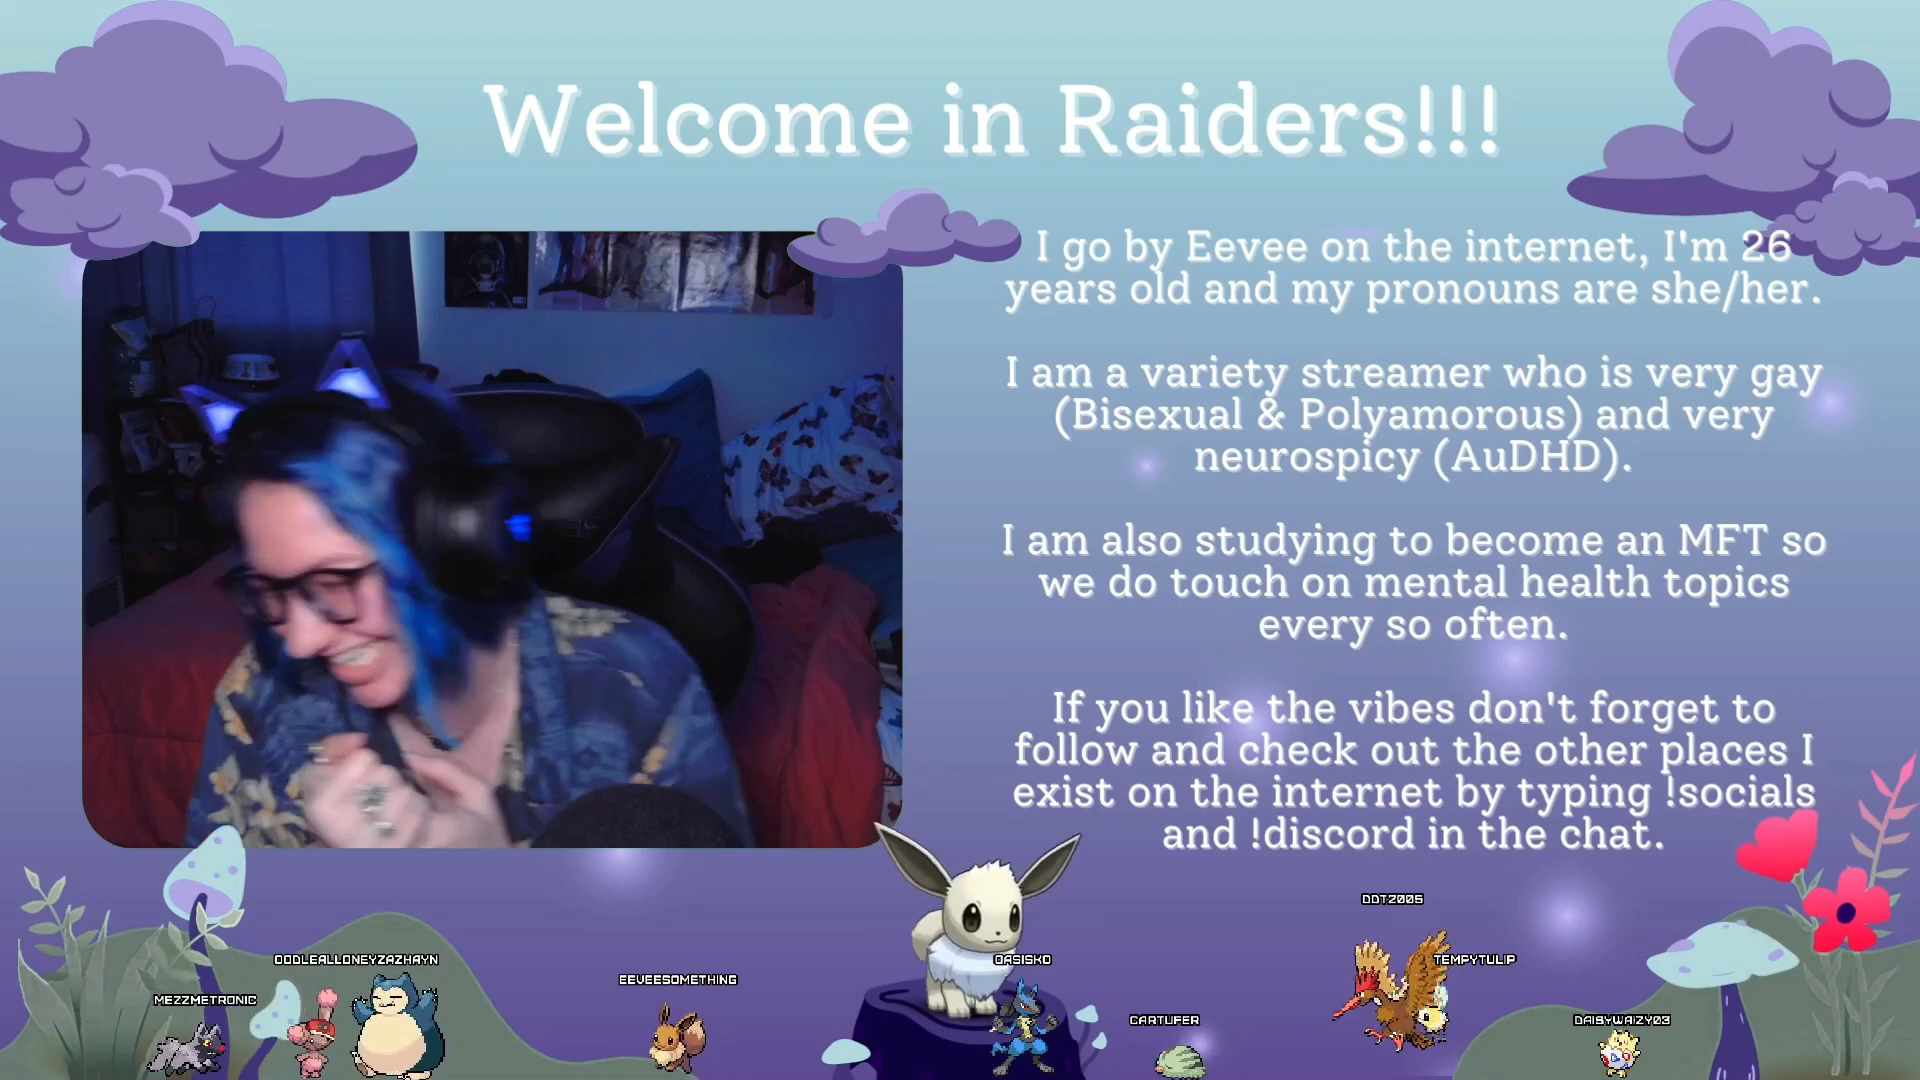 Welcome in Raiders!!!
I go by Eevee on the internet, I'm 26
years old and my pronouns are she/her.
I am a variety streamer who is very gay
(Bisexual & Polyamorous) and very
neurospicy (AuDHD).
I am also studying to become an MFT so
we do touch on mental health topics
every so often.
If you like the vibes don't forget to
follow and check out the other places I
exist on the internet by typing !socials
and !discord in the chat.
DDT2005
EEVEESOMETHING
OASISKO
TEMPYTULIP
MEZZMETRONIC
CARTUFER
DAISYWAIZY03